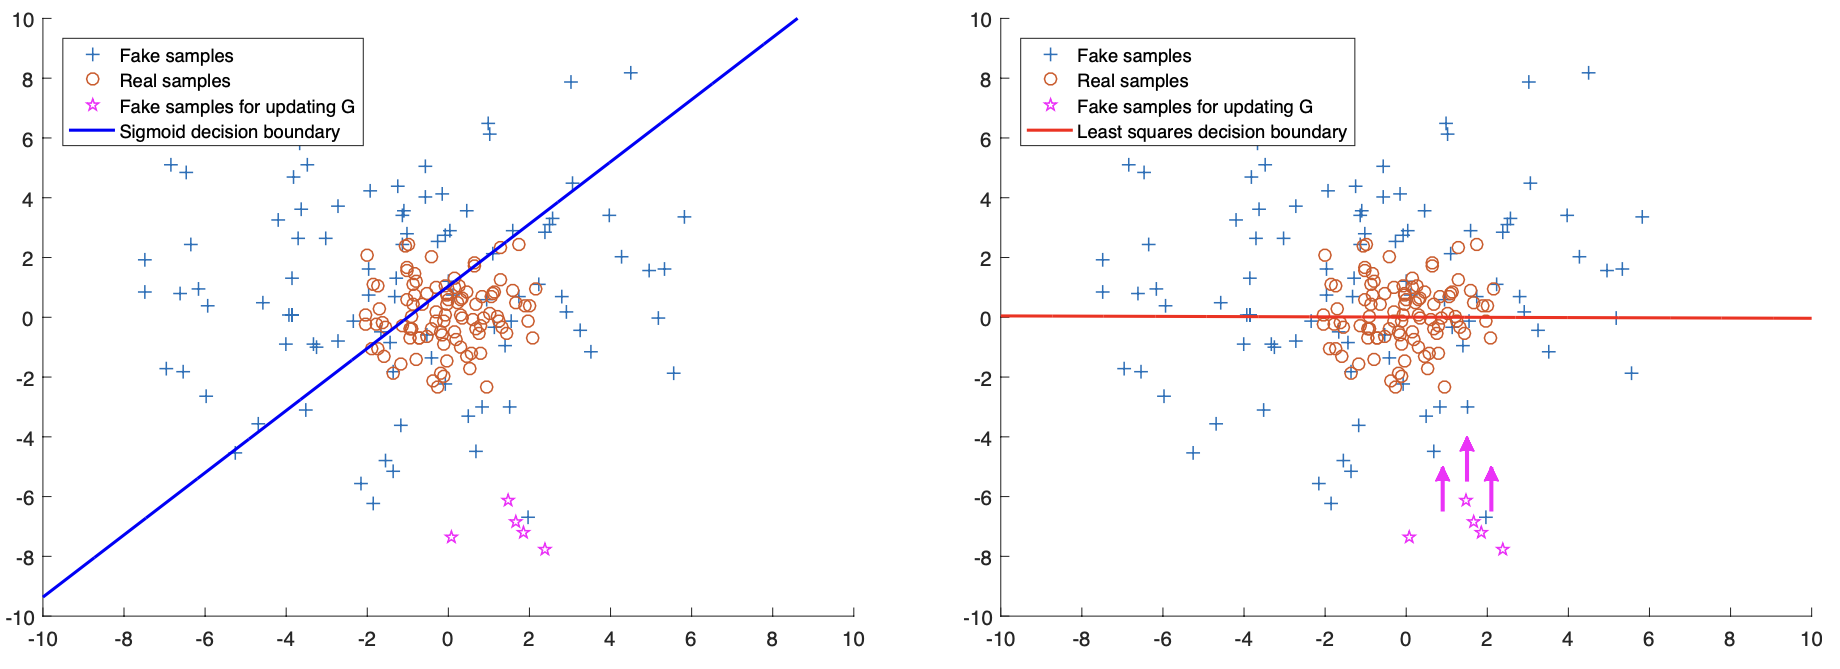 10
8
6
4
2
0
-2
-4
-6
-8
-10
-10 -8 -6 -4 -2 0 2 4 6 8 10
Fake samples
Real samples
Fake samples for updating G
Sigmoid decision boundary
10
8
6
4
2
0
-2
-4
-6
-8
-10
-10 -8 -6 -4 -2 0 2 4 6 8 10
Fake samples
Real samples
Fake samples for updating G
Least squares decision boundary